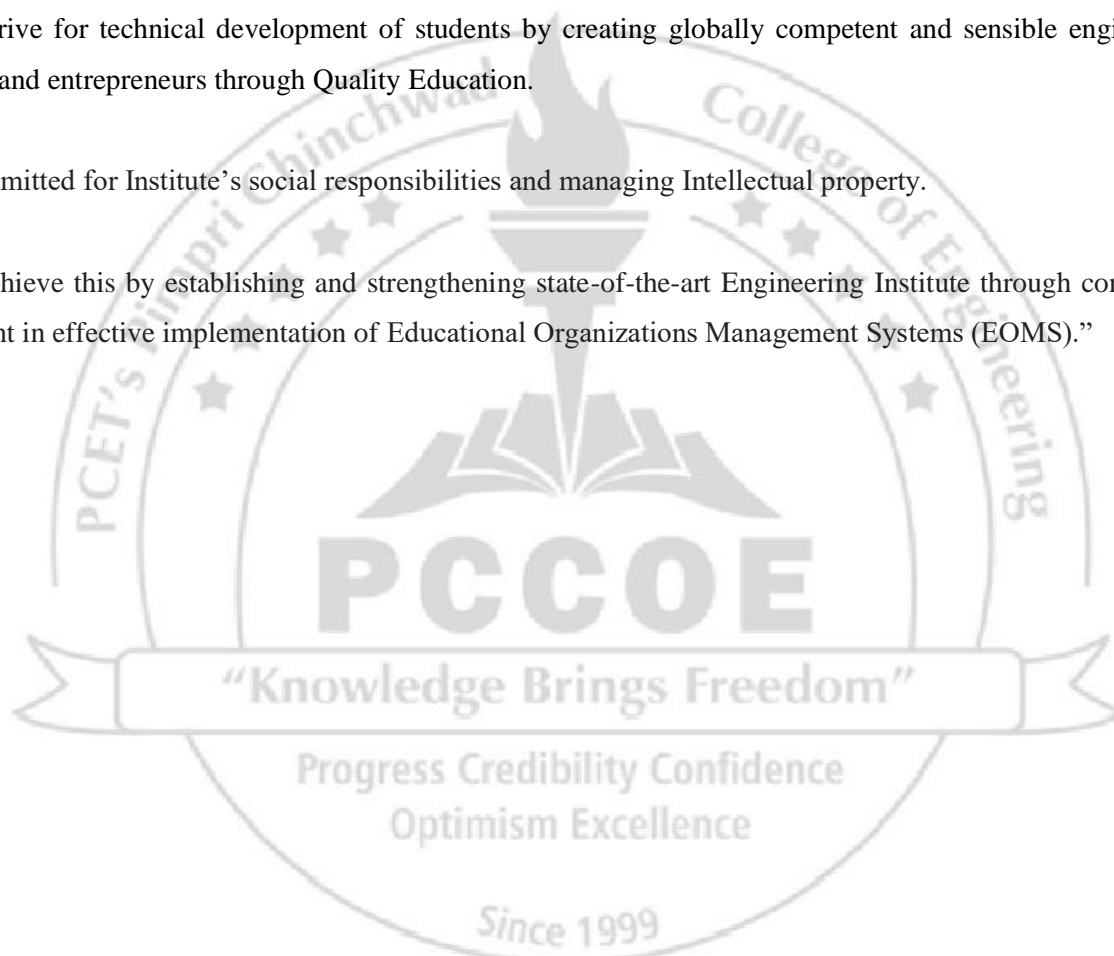 rive for technical development of students by creating globally competent and sensible engi
and entrepreneurs through Quality Education.
mitted for Institute’s social responsibilities and managing Intellectual property.
hieve this by establishing and strengthening state-of-the-art Engineering Institute through con
nt in effective implementation of Educational Organizations Management Systems (EOMS).”
PCET's Pimpri Chinchwad College of Engineering
PCCOE
“Knowledge Brings Freedom”
Progress Credibility Confidence
Optimism Excellence
Since 1999